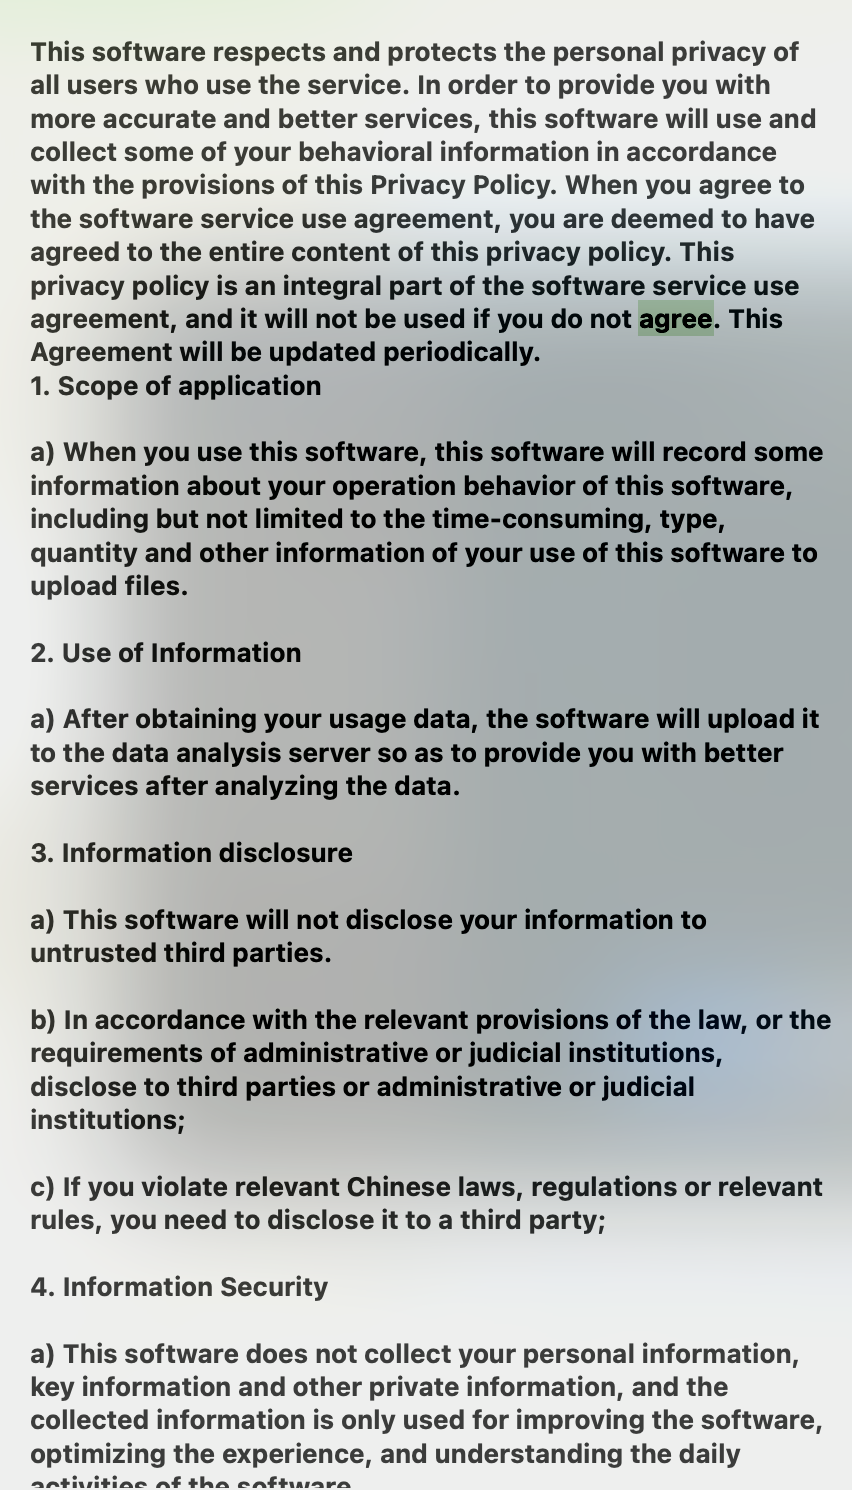 This software respects and protects the personal privacy of
all users who use the service. In order to provide you with
more accurate and better services, this software will use and
collect some of your behavioral information in accordance
with the provisions of this Privacy Policy. When you agree to
the software service use agreement, you are deemed to have
agreed to the entire content of this privacy policy. This
privacy policy is an integral part of the software service use
agreement, and it will not be used if you do not agree. This
Agreement will be updated periodically.
1. Scope of application
a) When you use this software, this software will record some
information about your operation behavior of this software,
including but not limited to the time-consuming, type,
quantity and other information of your use of this software to
upload files.
2. Use of Information
a) After obtaining your usage data, the software will upload it
to the data analysis server so as to provide you with better
services after analyzing the data.
3. Information disclosure
a) This software will not disclose your information to
untrusted third parties.
b) In accordance with the relevant provisions of the law, or the
requirements of administrative or judicial institutions,
disclose to third parties or administrative or judicial
institutions;
c) If you violate relevant Chinese laws, regulations or relevant
rules, you need to disclose it to a third party;
4. Information Security
a) This software does not collect your personal information,
key information and other private information, and the
collected information is only used for improving the software,
optimizing the experience, and understanding the daily
activities of the software.